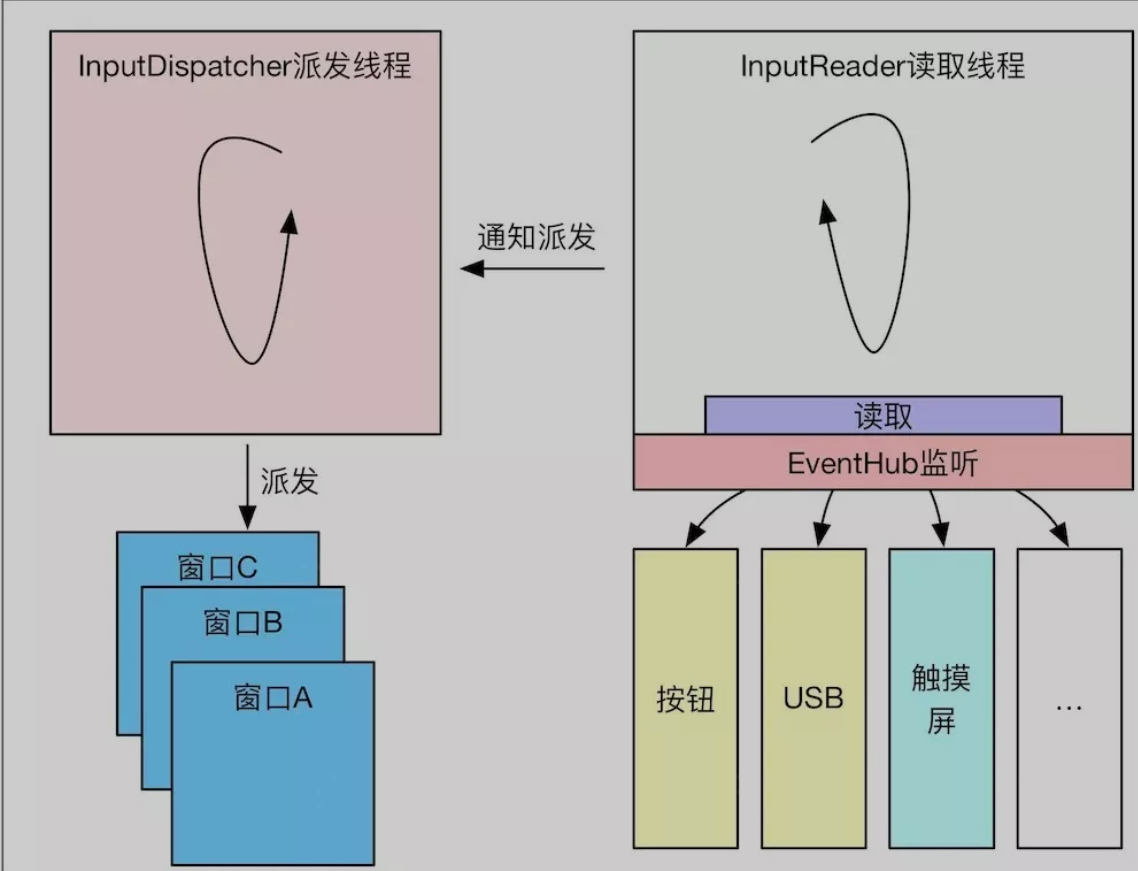 InputDispatcher派发线程
InputReader读取线程
通知派发
读取
EventHub监听
派发
窗口C
窗口B
窗口A
按钮
USB
触摸
屏
...